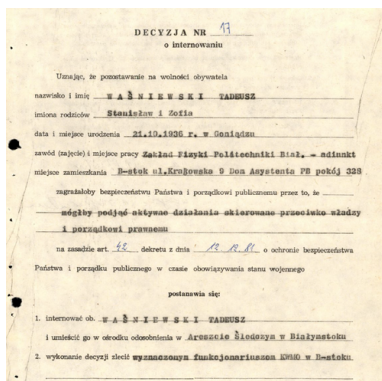 DECYZJA NR 17
o internowaniu
Uznając, że pozostawanie na wolności obywatela
nazwisko i imię WAŚNIEWSKI TADEUSZ
imiona rodziców Stanisław i Zofia
data i miejsce urodzenia 21.10.1936 r. w Goniądzu
zawód (zajęcie) i miejsce pracy Zakład Fizyki Politechniki Biał. - adiunkt
miejsce zamieszkania B-stok ul.Krakowska 9 Dom Asystenta PB pokój 328
zagrażałoby bezpieczeństwu Państwa i porządkowi publicznemu przez to, że
mógłby podjąć aktywne działania skierowane przeciwko władzy
i porządkowi prawnemu
na zasadzie art. 42 dekretu z dnia 12.12.81 o ochronie bezpieczeństwa
Państwa i porządku publicznego w czasie obowiązywania stanu wojennego
postanawia się:
1. internować ob. WAŚNIEWSKI TADEUSZ
i umieścić go w ośrodku odosobnienia w Areszcie Śledczym w Białymstoku
2. wykonanie decyzji zlecić wyznaczonym funkcjonariuszom KWMO w B-stoku